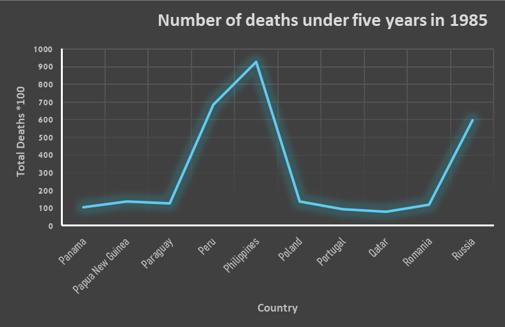 Number of deaths under five years in 1985
Total Deaths *100
1000
900
800
700
600
500
400
300
200
100
0
Panama
Papua New Guinea
Paraguay
Peru
Philippines
Poland
Portugal
Qatar
Romania
Russia
Country